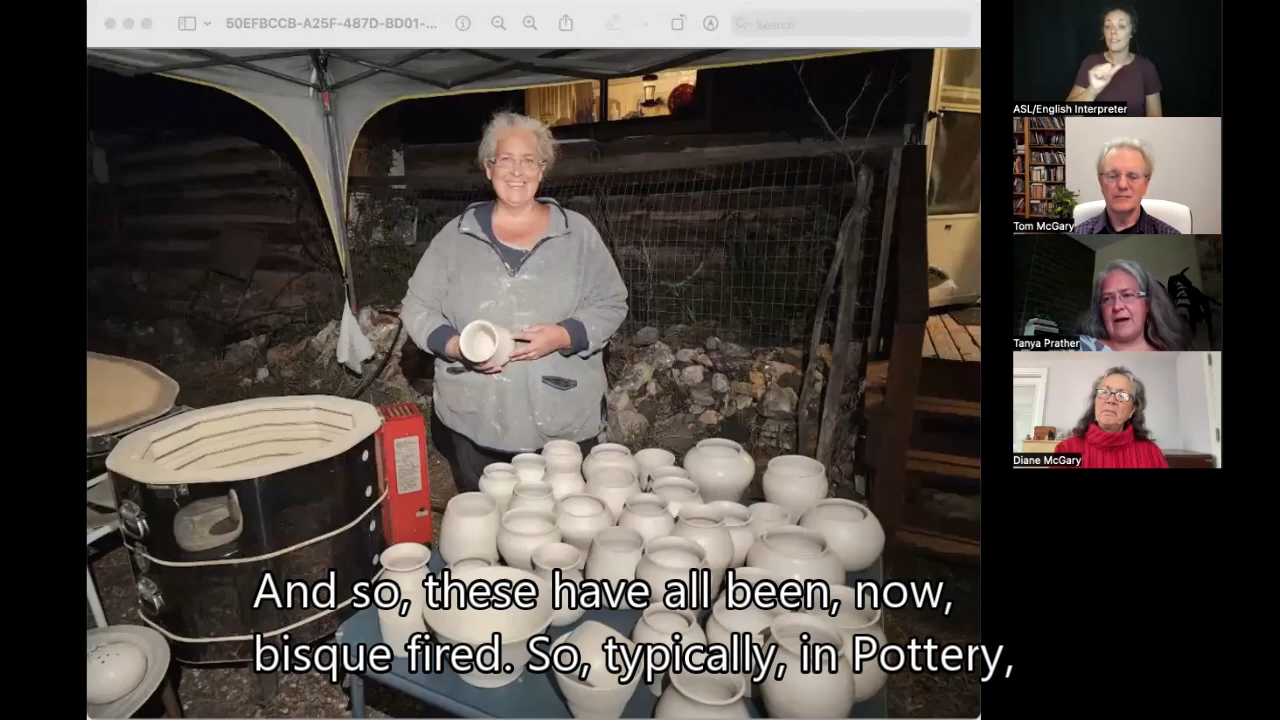 50EFBCCB-A25F-487D-BD01-...
Search
ASL/English Interpreter
Tom McGary
Tanya Prather
Diane McGary
And so, these have all been, now,
bisque fired. So, typically, in Pottery,